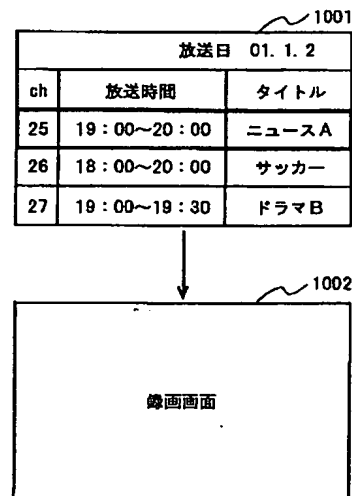 1001
放送日 01. 1. 2
ch 放送時間 タイトル
25 19:00~20:00 ニュースA
26 18:00~20:00 サッカー
27 19:00~19:30 ドラマB
1002
録画画面